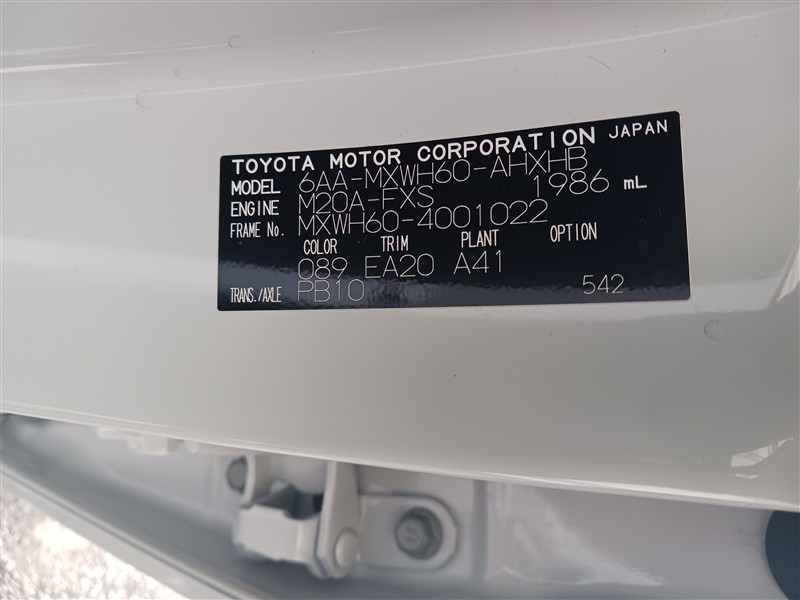 TOYOTA MOTOR CORPORATION JAPAN
MODEL 6AA-MXWH60-AHXHB
ENGINE M20A-FXS 1986 mL
FRAME No. MXWH60-4001022
COLOR TRIM PLANT OPTION
089 EA20 A41
TRANS./AXLE PB10 542